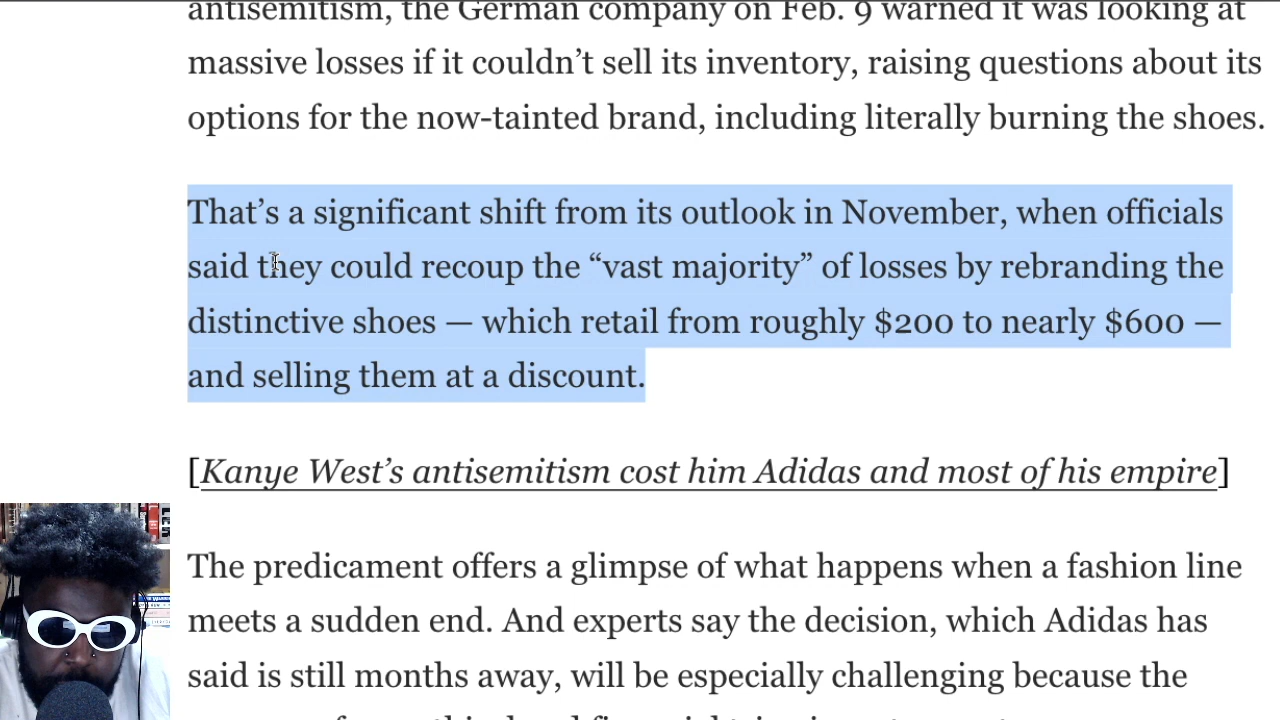 antisemitism, the German company on Feb. 9 warned it was looking at
massive losses if it couldn’t sell its inventory, raising questions about its
options for the now-tainted brand, including literally burning the shoes.
That’s a significant shift from its outlook in November, when officials
said they could recoup the “vast majority” of losses by rebranding the
distinctive shoes — which retail from roughly $200 to nearly $600 —
and selling them at a discount.
[Kanye West’s antisemitism cost him Adidas and most of his empire]
The predicament offers a glimpse of what happens when a fashion line
meets a sudden end. And experts say the decision, which Adidas has
said is still months away, will be especially challenging because the